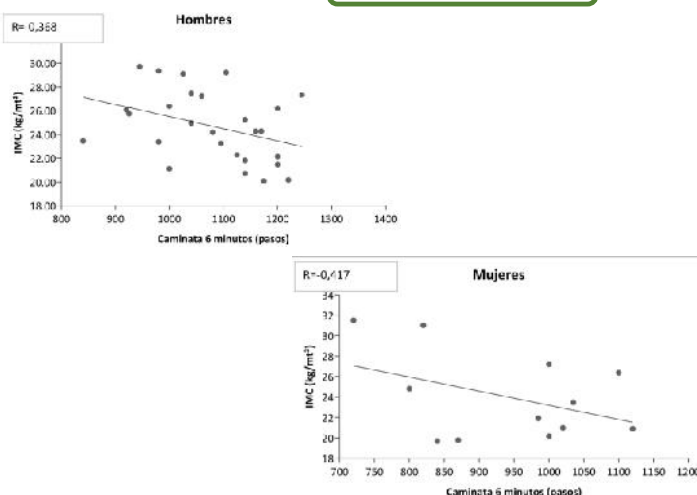 Hombres
R= 0,368
IMC (kg/mt²)
30.00
28.00
26.00
24.00
22.00
20.00
18.00
800 900 1000 1100 1200 1300 1400
Caminata 6 minutos (pasos)
R=-0,417
Mujeres
IMC (kg/mt²)
34
32
30
28
26
24
22
20
18
700 750 800 850 900 950 1000 1050 1100 1150 1200
Caminata 6 minutos (pasos)